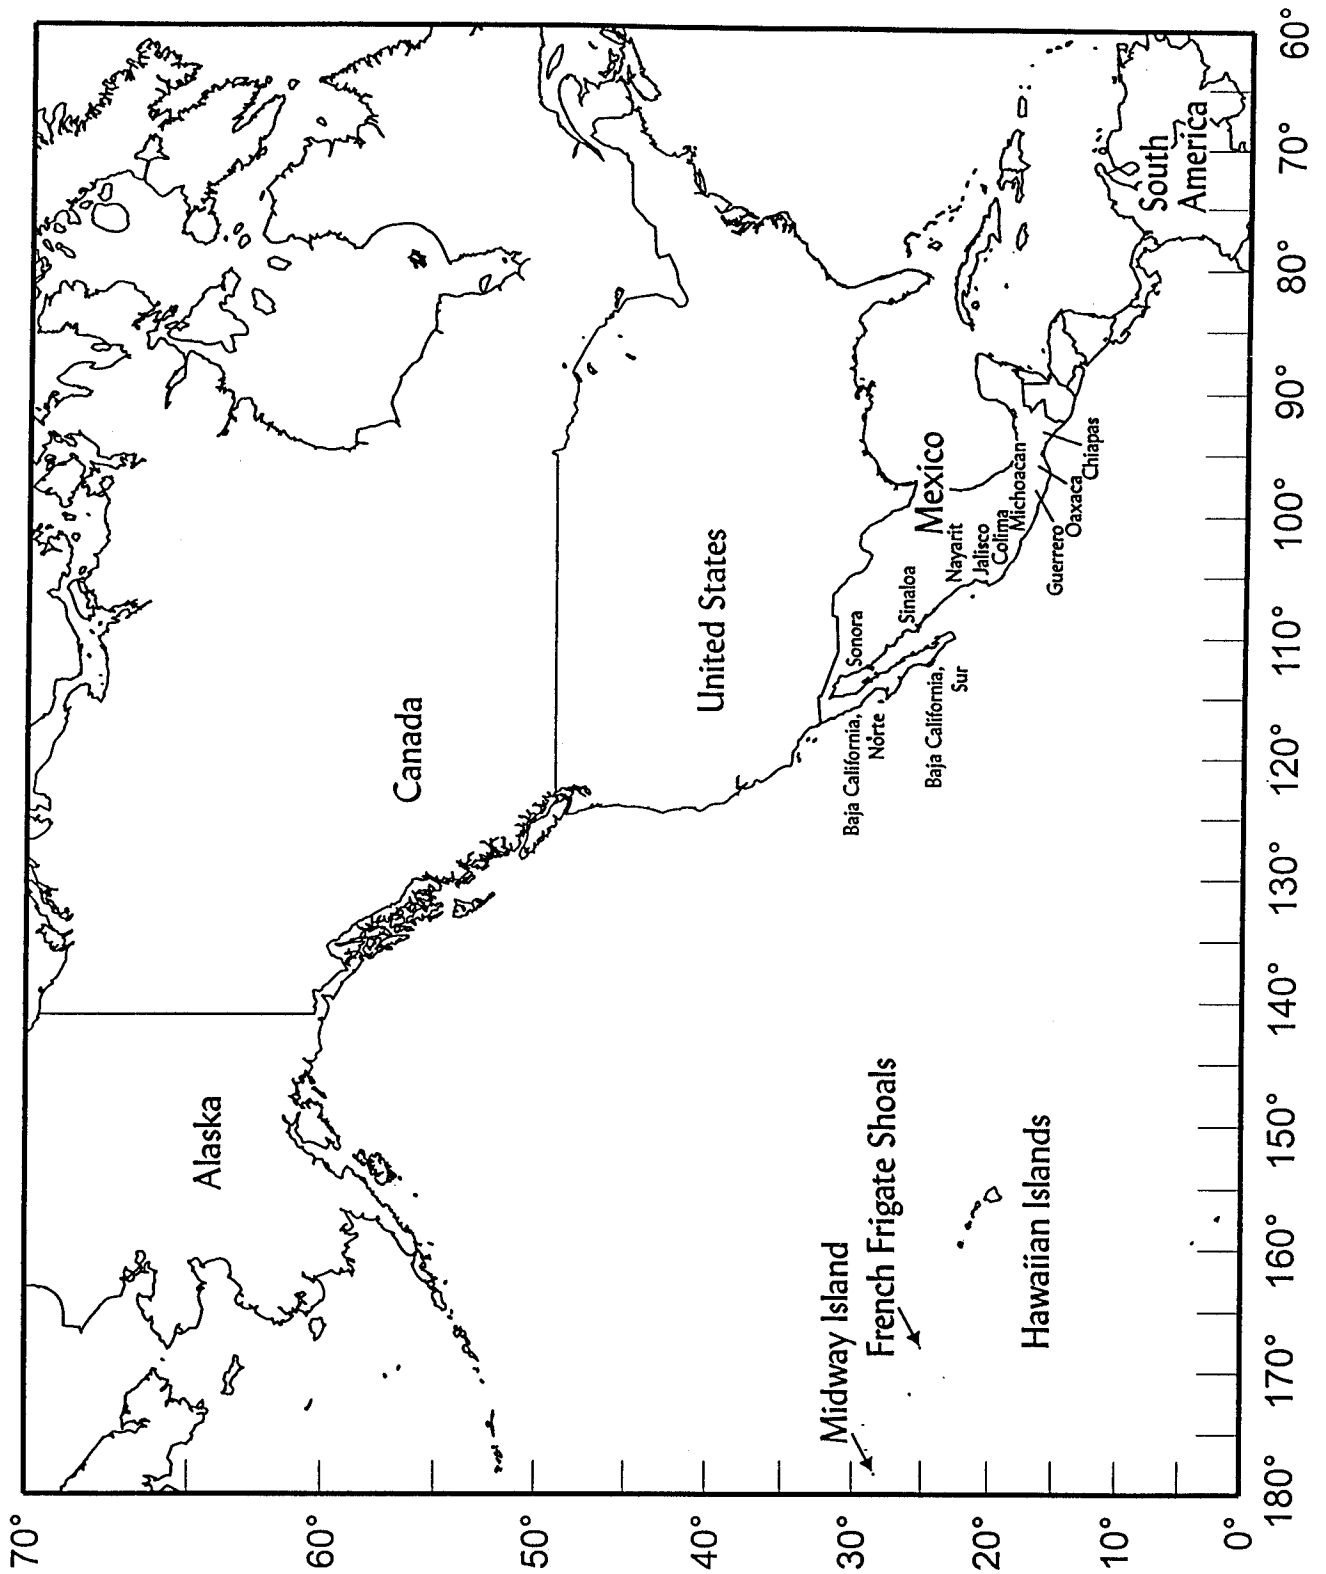 Alaska
Canada
United States
Mexico
South
America
Sonora
Sinaloa
Nayarit
Jalisco
Colima
Michoacan
Guerrero
Oaxaca
Chiapas
Baja California,
Norte
Baja California,
Sur
Midway Island
French Frigate Shoals
Hawaiian Islands
70°
60°
50°
40°
30°
20°
10°
0°
180°
170°
160°
150°
140°
130°
120°
110°
100°
90°
80°
70°
60°